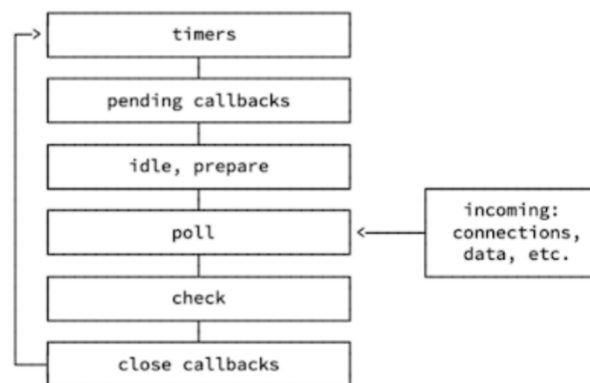 timers
pending callbacks
idle, prepare
poll
incoming:
connections,
data, etc.
check
close callbacks